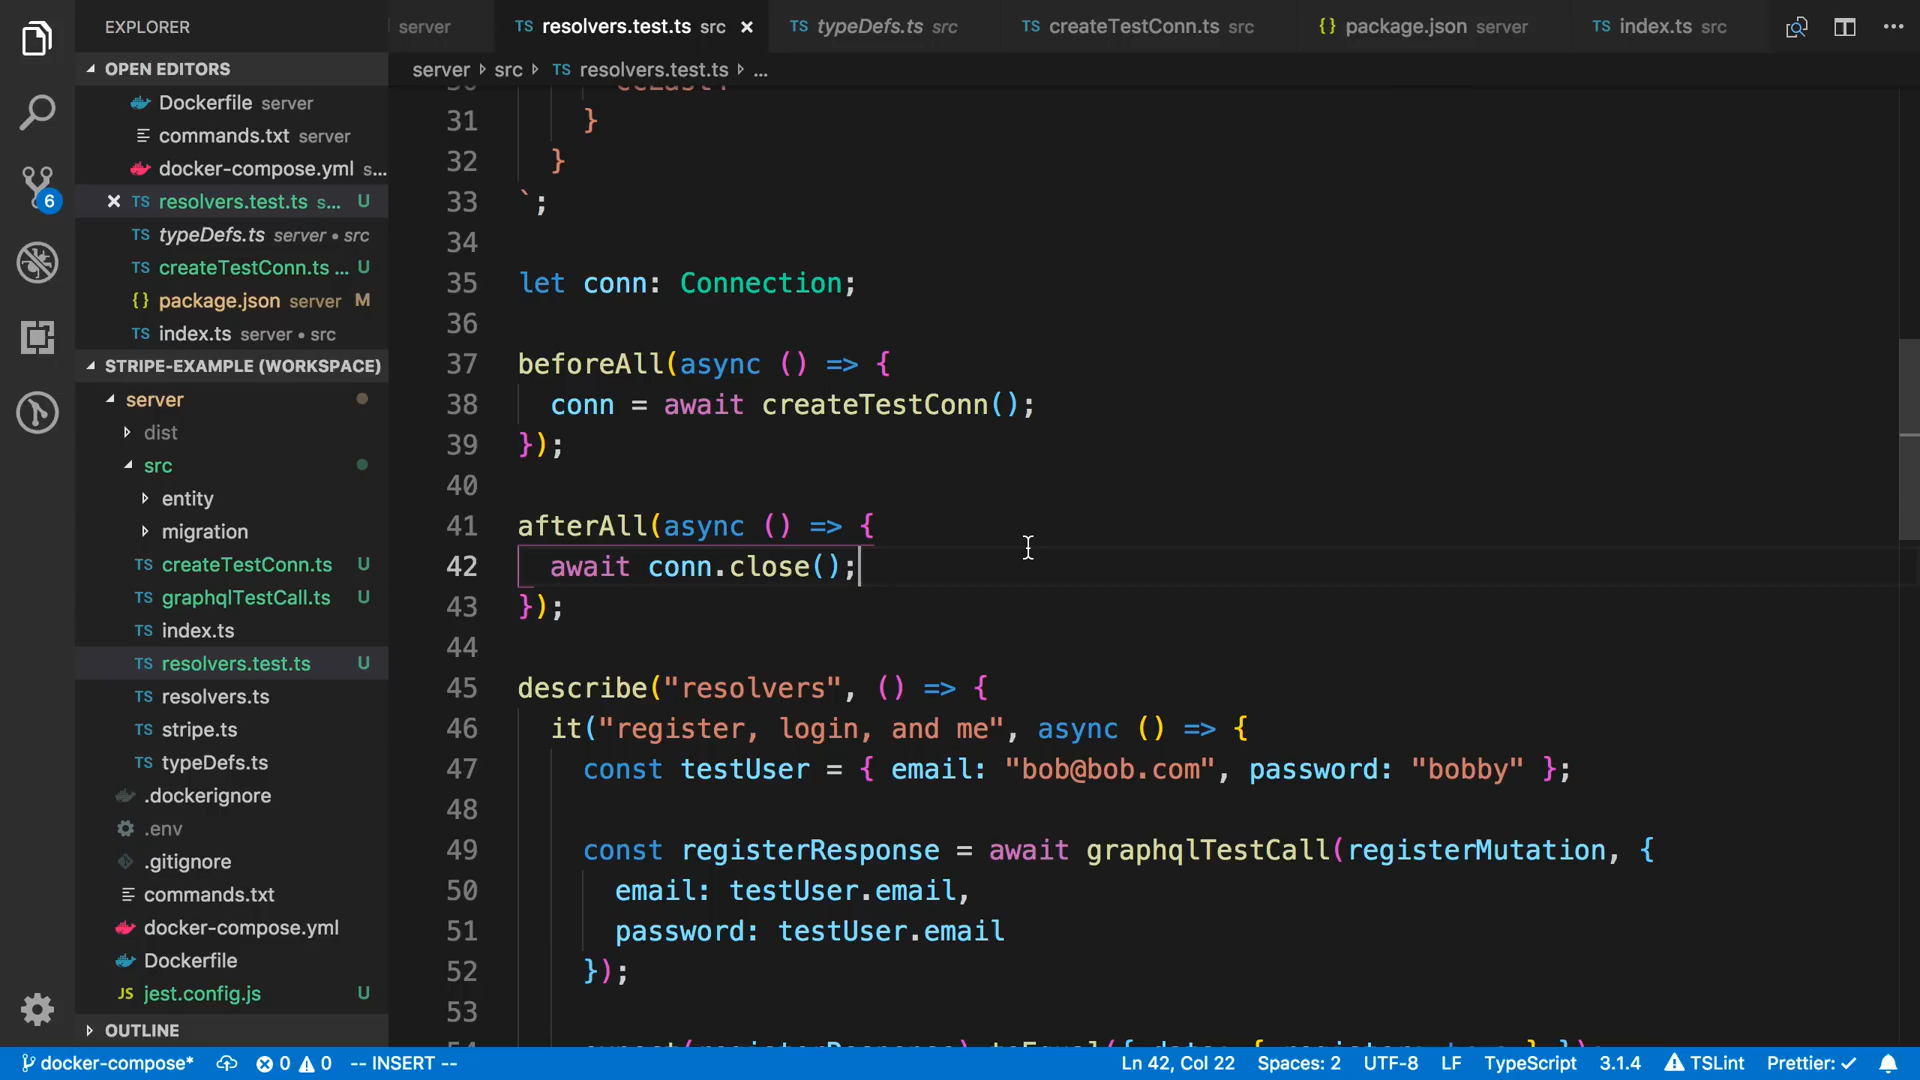 EXPLORER
server
TS resolvers.test.ts src
TS typeDefs.ts src
TS createTestConn.ts src
{} package.json server
TS index.ts src
OPEN EDITORS
Dockerfile server
commands.txt server
docker-compose.yml s...
TS resolvers.test.ts s... U
TS typeDefs.ts server • src
TS createTestConn.ts ... U
{} package.json server M
TS index.ts server • src
STRIPE-EXAMPLE (WORKSPACE)
server
dist
src
entity
migration
TS createTestConn.ts U
TS graphqlTestCall.ts U
TS index.ts
TS resolvers.test.ts U
TS resolvers.ts
TS stripe.ts
TS typeDefs.ts
.dockerignore
.env
.gitignore
commands.txt
docker-compose.yml
Dockerfile
JS jest.config.js U
OUTLINE
6
server src TS resolvers.test.ts ...
31 }
32 }
33 `;
34
35 let conn: Connection;
36
37 beforeAll(async () => {
38 conn = await createTestConn();
39 });
40
41 afterAll(async () => {
42 await conn.close();
43 });
44
45 describe("resolvers", () => {
46 it("register, login, and me", async () => {
47 const testUser = { email: "bob@bob.com", password: "bobby" };
48
49 const registerResponse = await graphqlTestCall(registerMutation, {
50 email: testUser.email,
51 password: testUser.email
52 });
53
docker-compose* 0 0 -- INSERT -- Ln 42, Col 22 Spaces: 2 UTF-8 LF TypeScript 3.1.4 TSLint Prettier: ✓